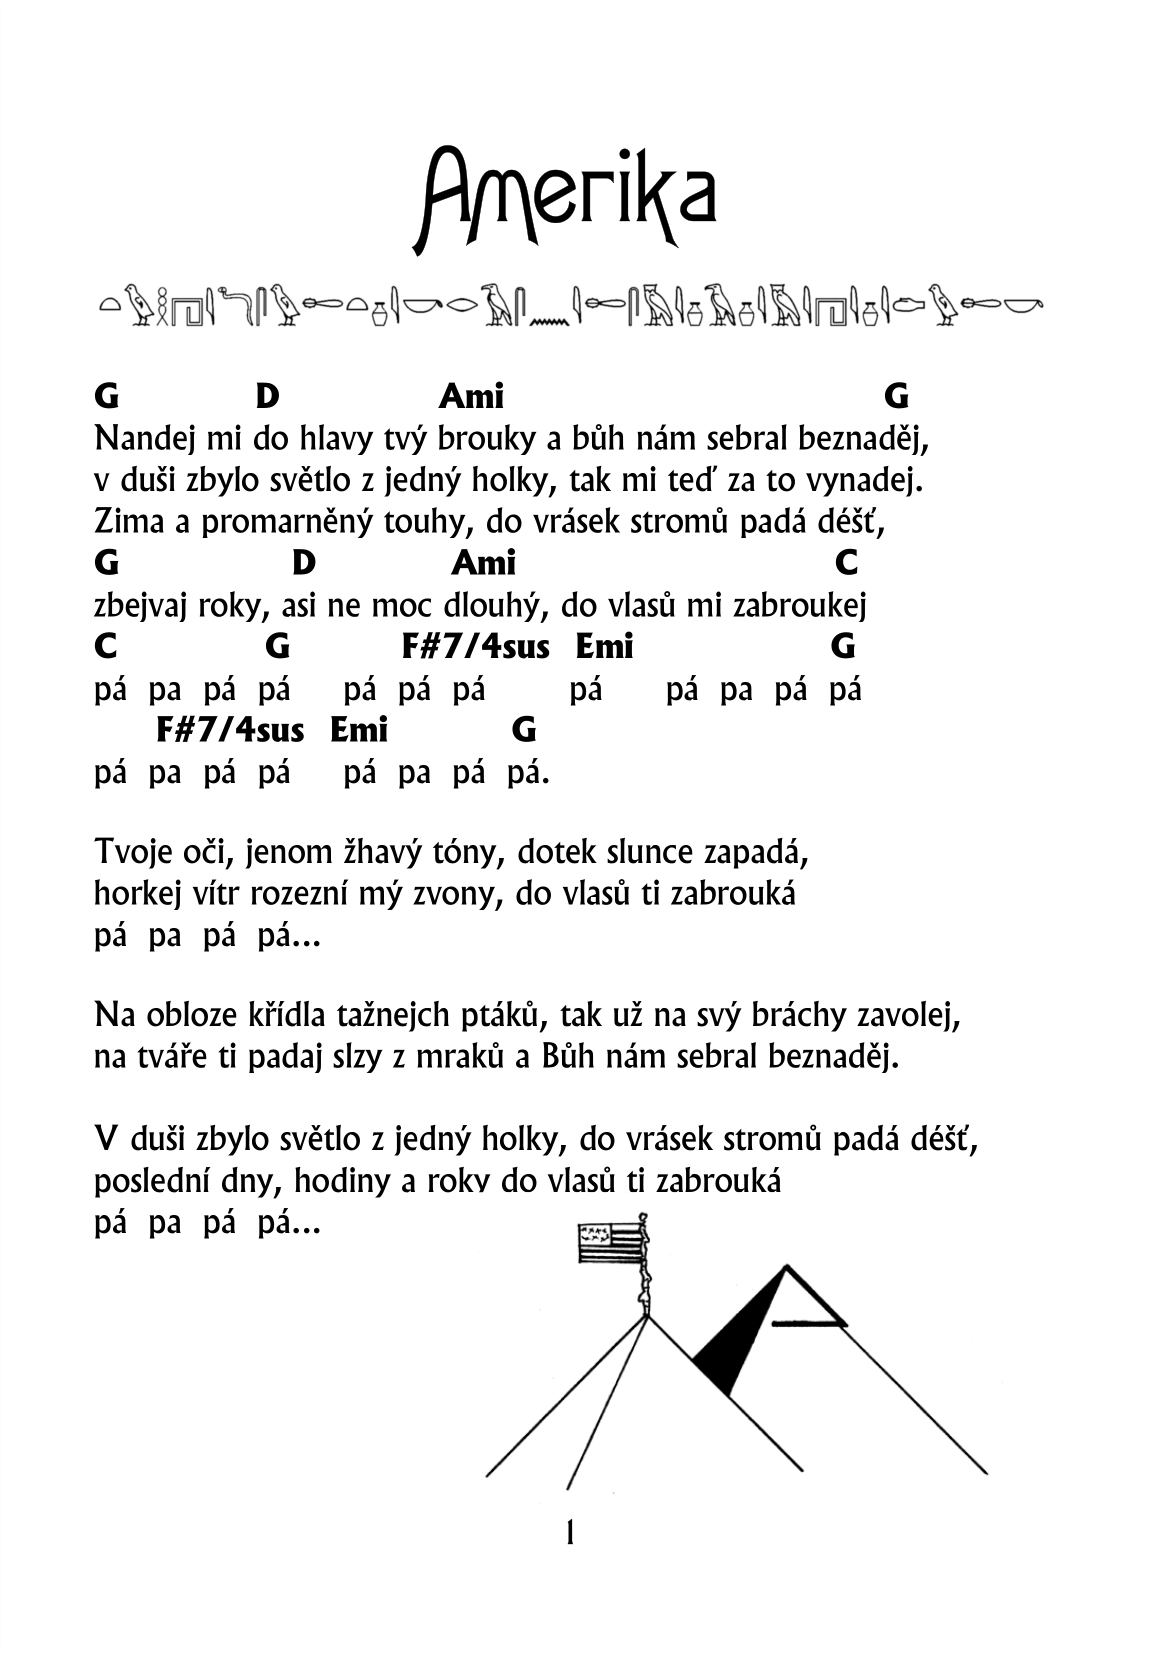 Amerika
G D Ami G
Nandej mi do hlavy tvý brouky a bůh nám sebral beznaděj,
v duši zbylo světlo z jedný holky, tak mi teď za to vynadej.
Zima a promarněný touhy, do vrásek stromů padá déšť,
G D Ami C
zbejvaj roky, asi ne moc dlouhý, do vlasů mi zabroukej
C G F#7/4sus Emi G
pá pa pá pá pá pá pá pá pá pa pá pá
F#7/4sus Emi G
pá pa pá pá pá pa pá pá.
Tvoje oči, jenom žhavý tóny, dotek slunce zapadá,
horkej vítr rozezní mý zvony, do vlasů ti zabrouká
pá pa pá pá...
Na obloze křídla tažnejch ptáků, tak už na svý bráchy zavolej,
na tváře ti padaj slzy z mraků a Bůh nám sebral beznaděj.
V duši zbylo světlo z jedný holky, do vrásek stromů padá déšť,
poslední dny, hodiny a roky do vlasů ti zabrouká
pá pa pá pá...
1